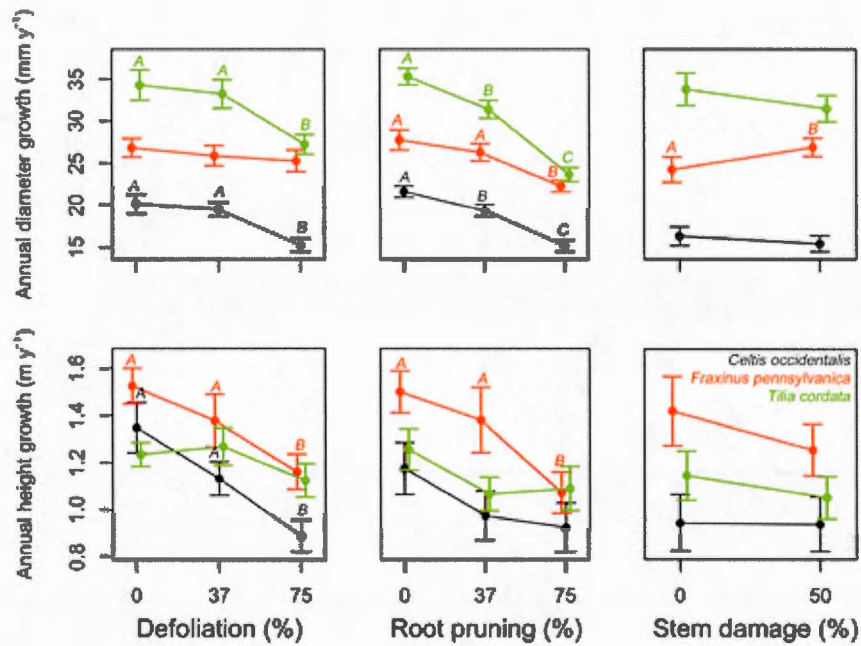 Annual diameter growth (mm y⁻¹)
35
30
25
20
15
A
A
B
A
A
B
A
B
C
A
A
B
A
B
C
A
B
Annual height growth (m y⁻¹)
1.6
1.4
1.2
1.0
0.8
A
A
B
A
A
B
A
A
B
Celtis occidentalis
Fraxinus pennsylvanica
Tilia cordata
0 37 75
0 37 75
0 50
Defoliation (%)
Root pruning (%)
Stem damage (%)